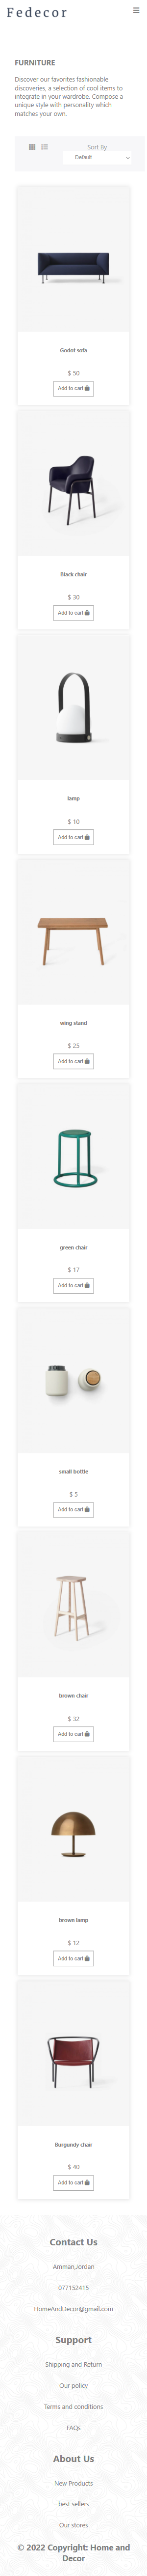 Fedecor
FURNITURE
Discover our favorites fashionable
discoveries, a selection of cool items to
integrate in your wardrobe. Compose a
unique style with personality which
matches your own.
Sort By
Default
Godot sofa
$ 50
Add to cart
Black chair
$ 30
Add to cart
lamp
$ 10
Add to cart
wing stand
$ 25
Add to cart
green chair
$ 17
Add to cart
small bottle
$ 5
Add to cart
brown chair
$ 32
Add to cart
brown lamp
$ 12
Add to cart
Burgundy chair
$ 40
Add to cart
Contact Us
Amman,Jordan
077152415
HomeAndDecor@gmail.com
Support
Shipping and Return
Our policy
Terms and conditions
FAQs
About Us
New Products
best sellers
Our stores
© 2022 Copyright: Home and
Decor